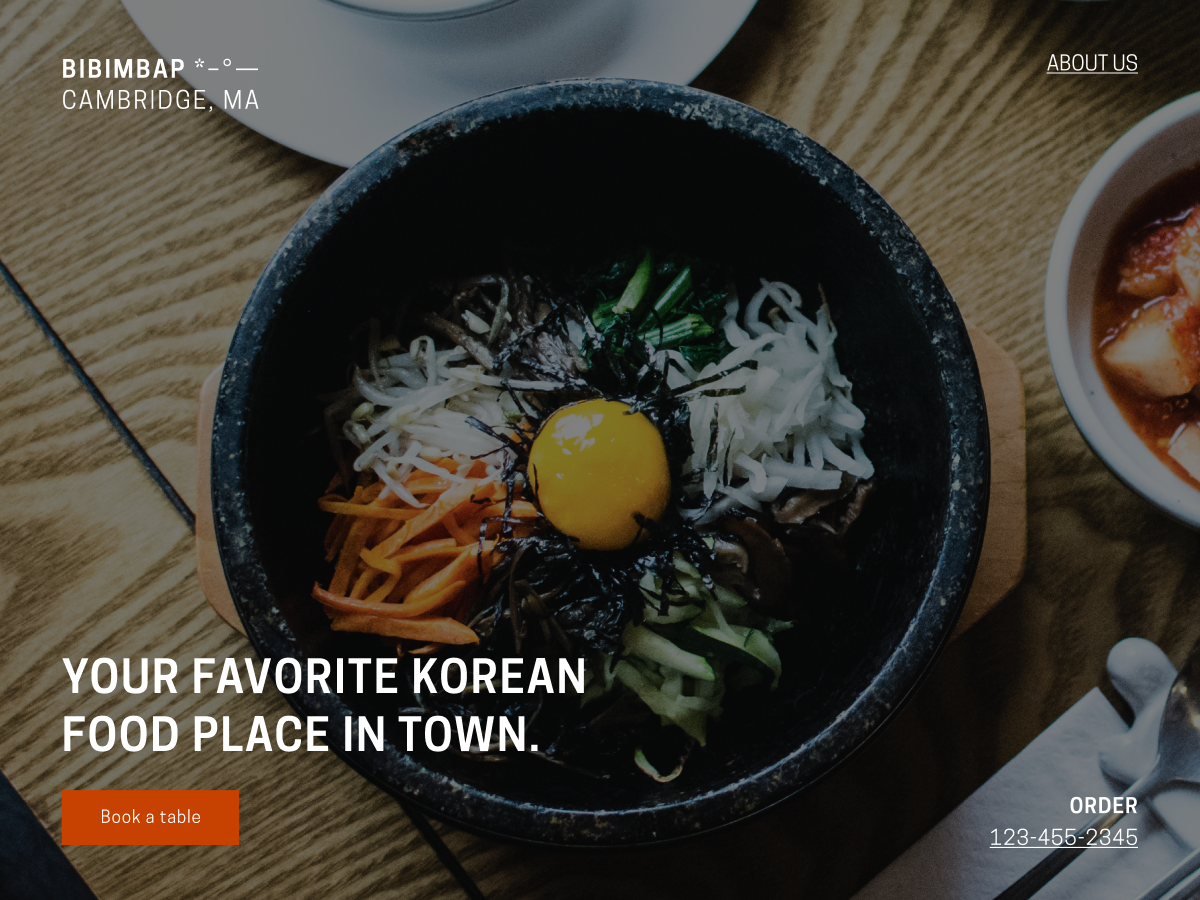 BIBIMBAP *–°—
CAMBRIDGE, MA
ABOUT US
YOUR FAVORITE KOREAN
FOOD PLACE IN TOWN.
Book a table
ORDER
123-455-2345